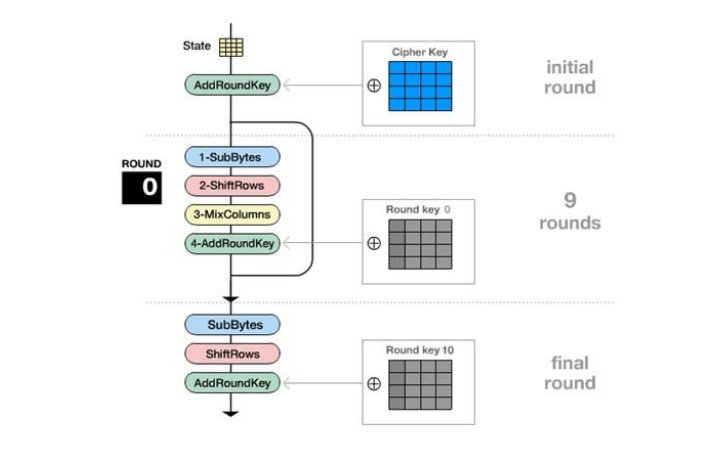 State
Cipher Key
AddRoundKey
⊕
initial
round
ROUND
0
1-SubBytes
2-ShiftRows
3-MixColumns
4-AddRoundKey
Round key 0
⊕
9
rounds
SubBytes
ShiftRows
AddRoundKey
Round key 10
⊕
final
round